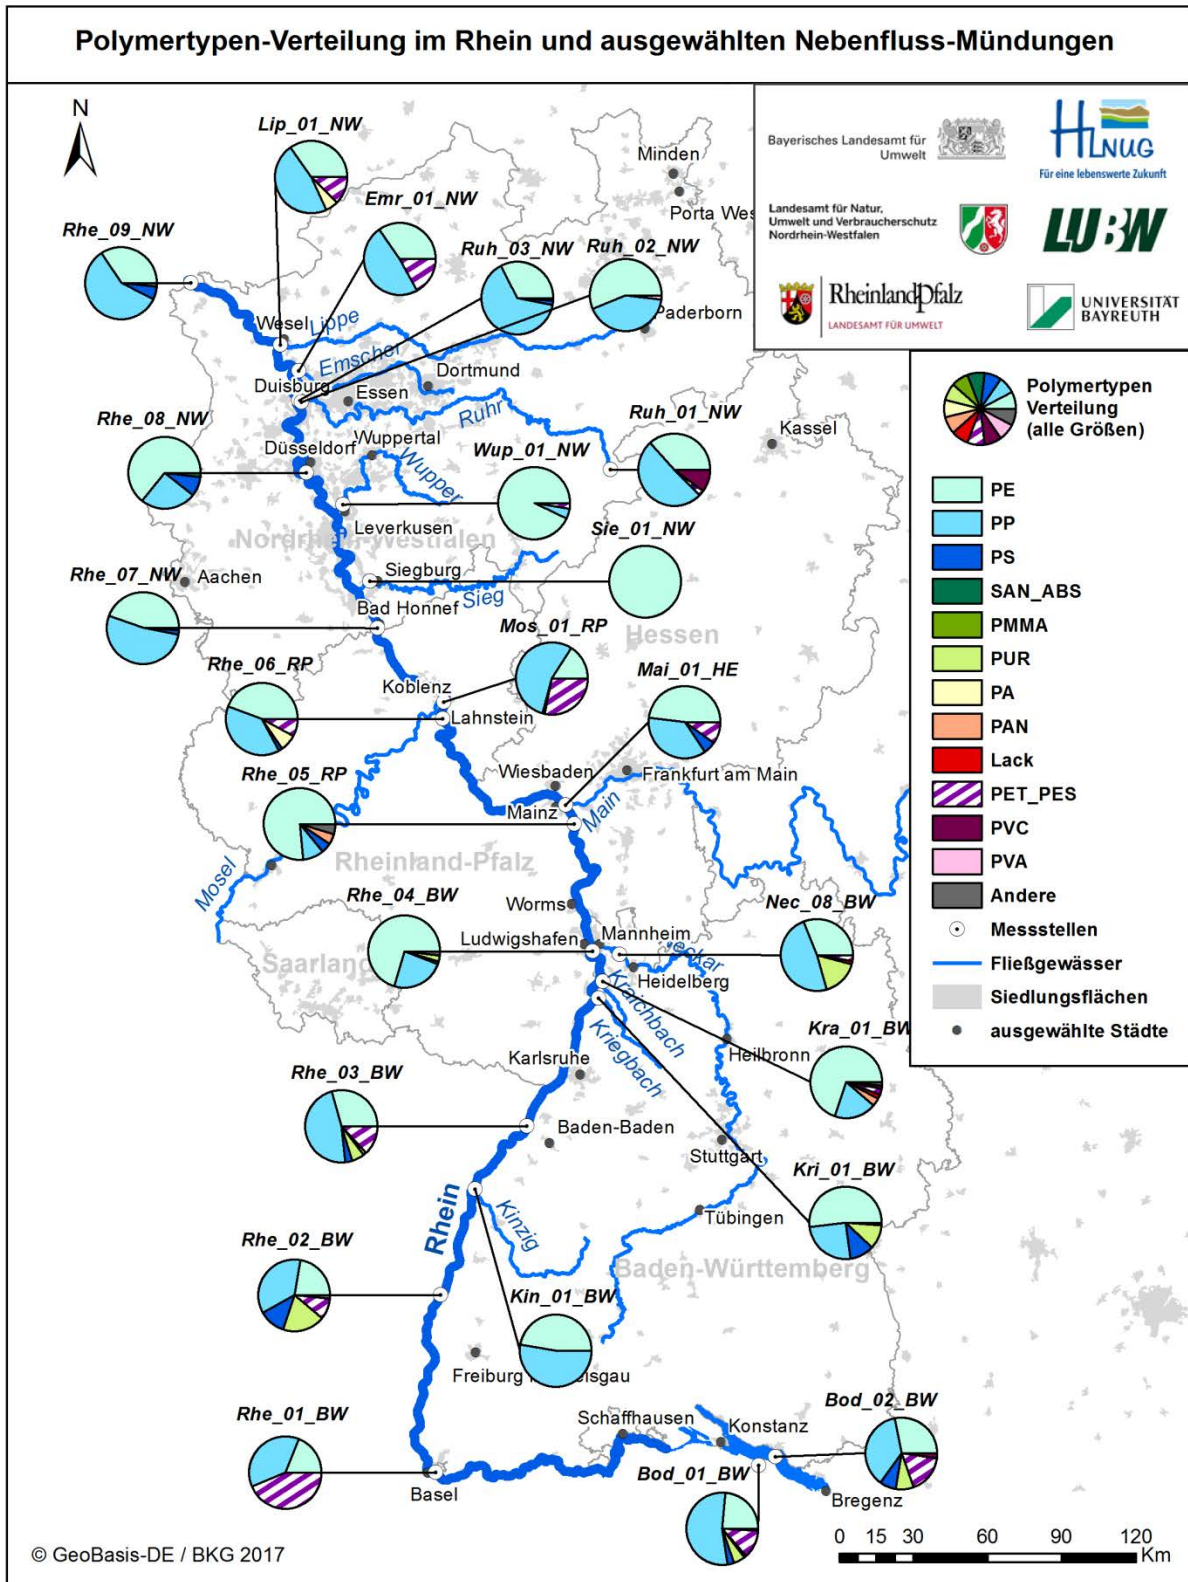 Polymertypen-Verteilung im Rhein und ausgewählten Nebenfluss-Mündungen
N
Bayerisches Landesamt für
Umwelt
HLNUG
Für eine lebenswerte Zukunft
Landesamt für Natur,
Umwelt und Verbraucherschutz
Nordrhein-Westfalen
LUBW
RheinlandPfalz
LANDESAMT FÜR UMWELT
UNIVERSITÄT
BAYREUTH
Polymertypen
Verteilung
(alle Größen)
PE
PP
PS
SAN_ABS
PMMA
PUR
PA
PAN
Lack
PET_PES
PVC
PVA
Andere
Messstellen
Fließgewässer
Siedlungsflächen
ausgewählte Städte
Lip_01_NW
Minden
Porta Wes
Emr_01_NW
Rhe_09_NW
Ruh_03_NW
Ruh_02_NW
Wesel
Lippe
Paderborn
Emscher
Duisburg
Essen
Dortmund
Ruhr
Rhe_08_NW
Ruh_01_NW
Kassel
Düsseldorf
Wuppertal
Wupper
Wup_01_NW
Leverkusen
Nordrhein-Westfalen
Sie_01_NW
Rhe_07_NW
Aachen
Siegburg
Sieg
Bad Honnef
Hessen
Mos_01_RP
Rhe_06_RP
Mai_01_HE
Koblenz
Lahnstein
Rhe_05_RP
Wiesbaden
Frankfurt am Main
Mainz
Main
Mosel
Rheinland-Pfalz
Rhe_04_BW
Worms
Nec_08_BW
Ludwigshafen
Mannheim
eckar
Saarlan
Heidelberg
Kraichbach
Kriegbach
Kra_01_BW
Heilbronn
Karlsruhe
Rhe_03_BW
Baden-Baden
Stuttgart
Kri_01_BW
Rhein
Kinzig
Tübingen
Rhe_02_BW
Baden-Württemberg
Kin_01_BW
Freiburg
elsgau
Rhe_01_BW
Schaffhausen
Konstanz
Bod_02_BW
Basel
Bod_01_BW
Bregenz
© GeoBasis-DE / BKG 2017
0 15 30 60 90 120
Km